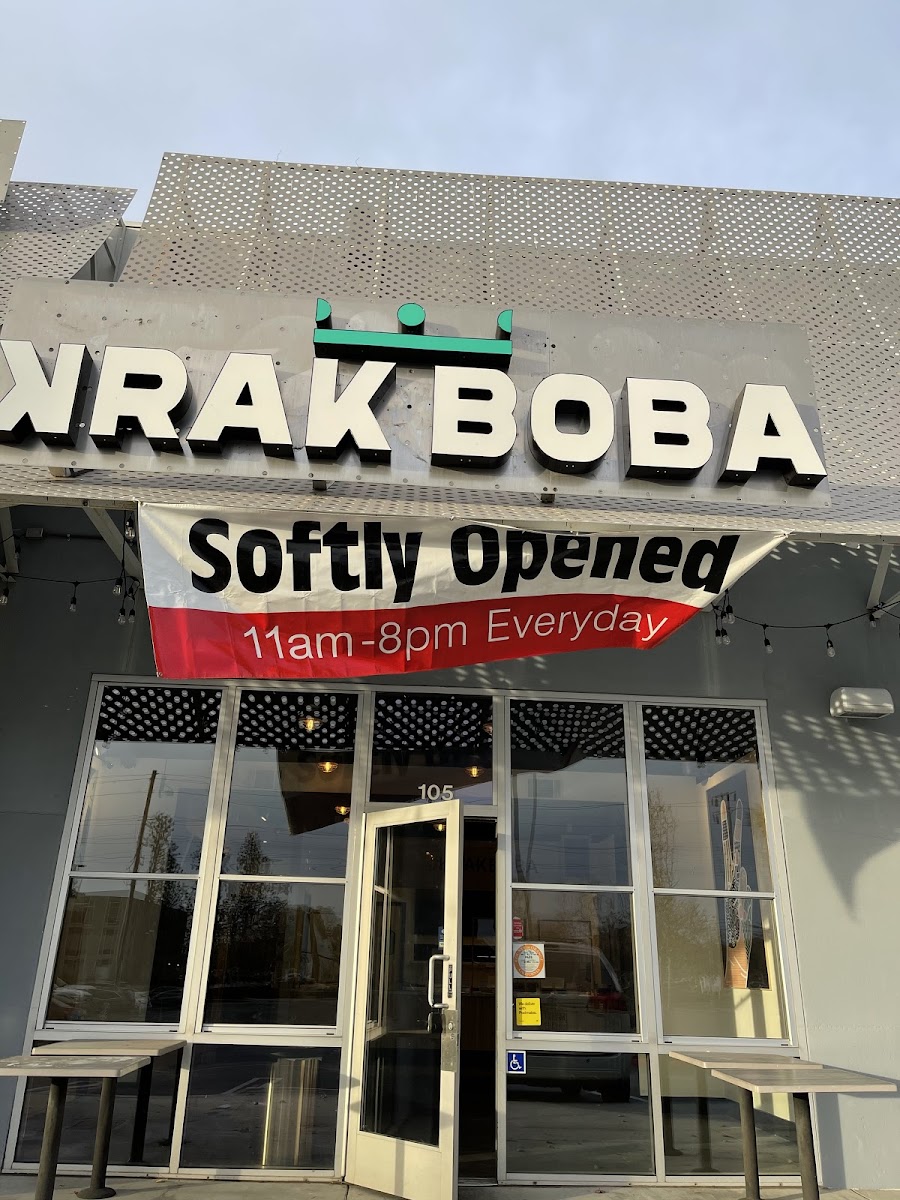 KRAK BOBA
Softly Opened
11am-8pm Everyday
105